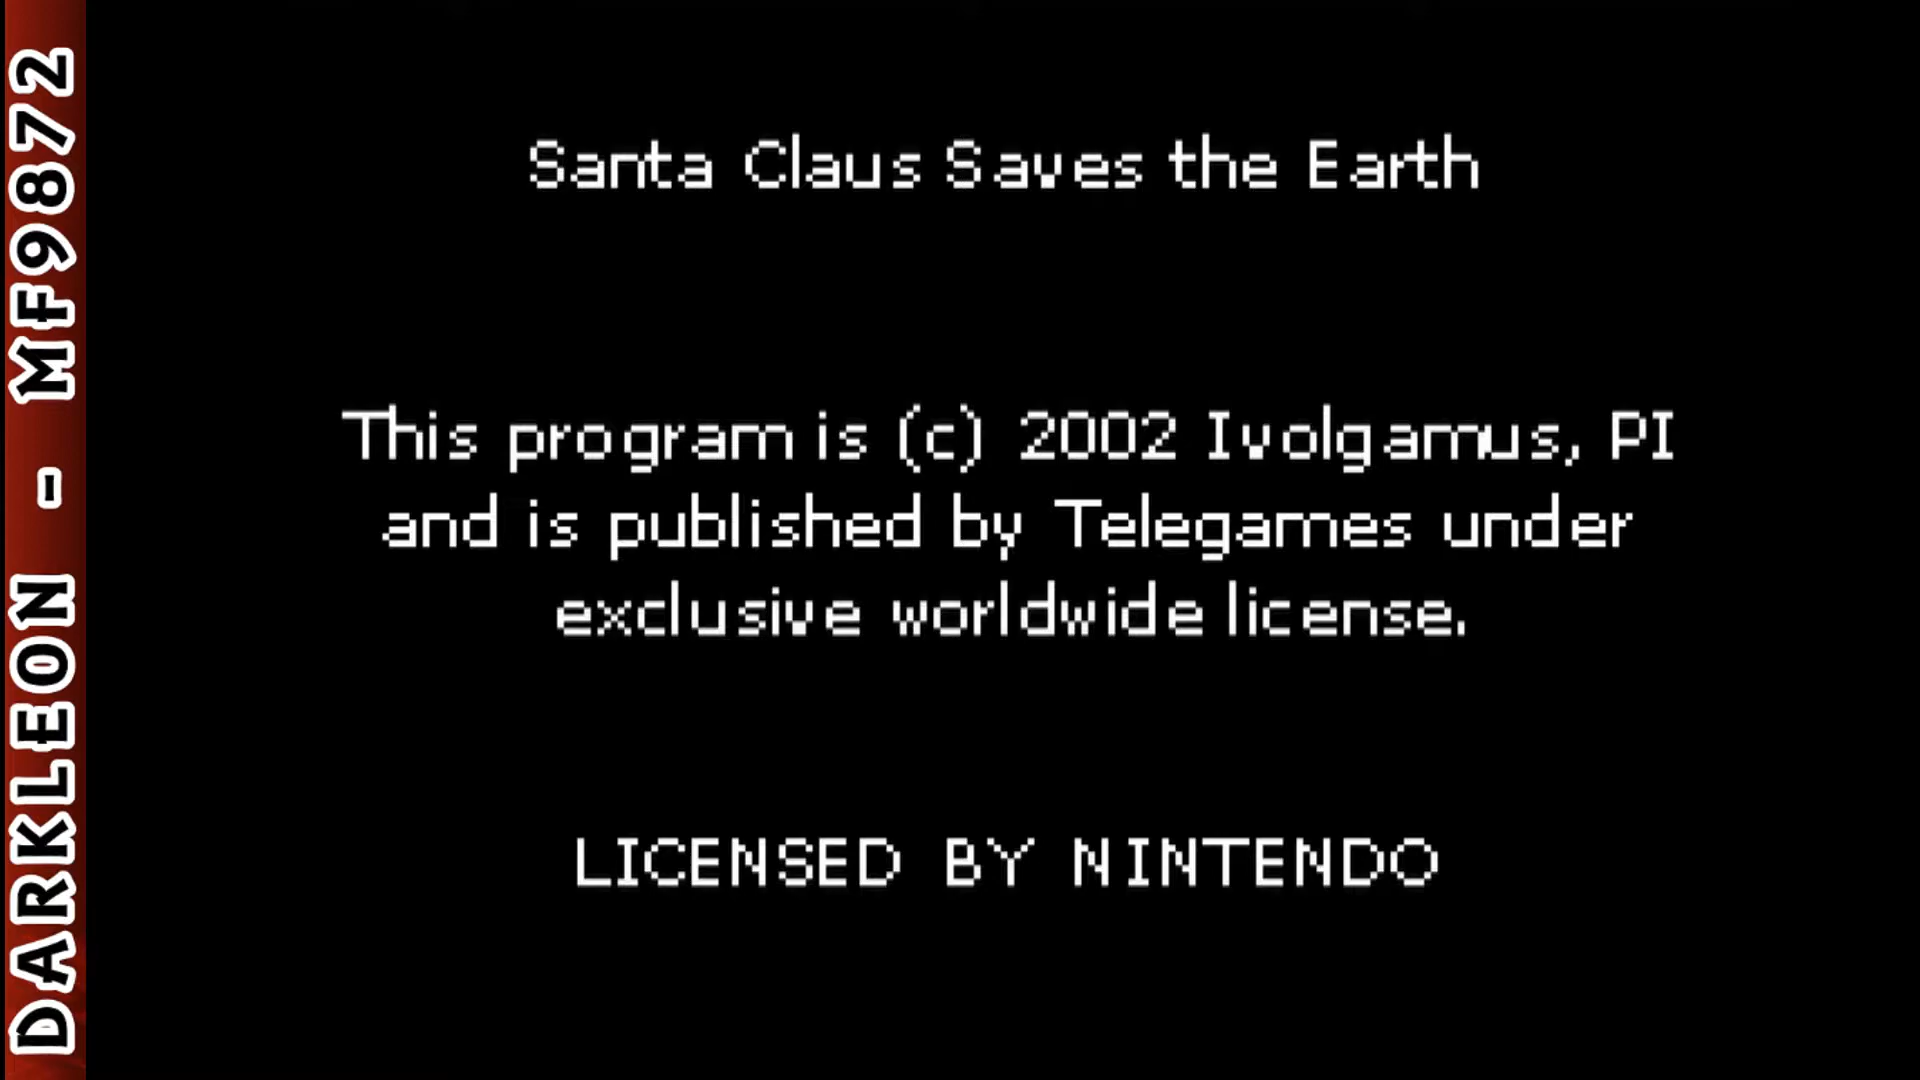 DARKLEON - MF9872
Santa Claus Saves the Earth
This program is (c) 2002 Ivolgamus, PI
and is published by Telegames under
exclusive worldwide license.
LICENSED BY NINTENDO